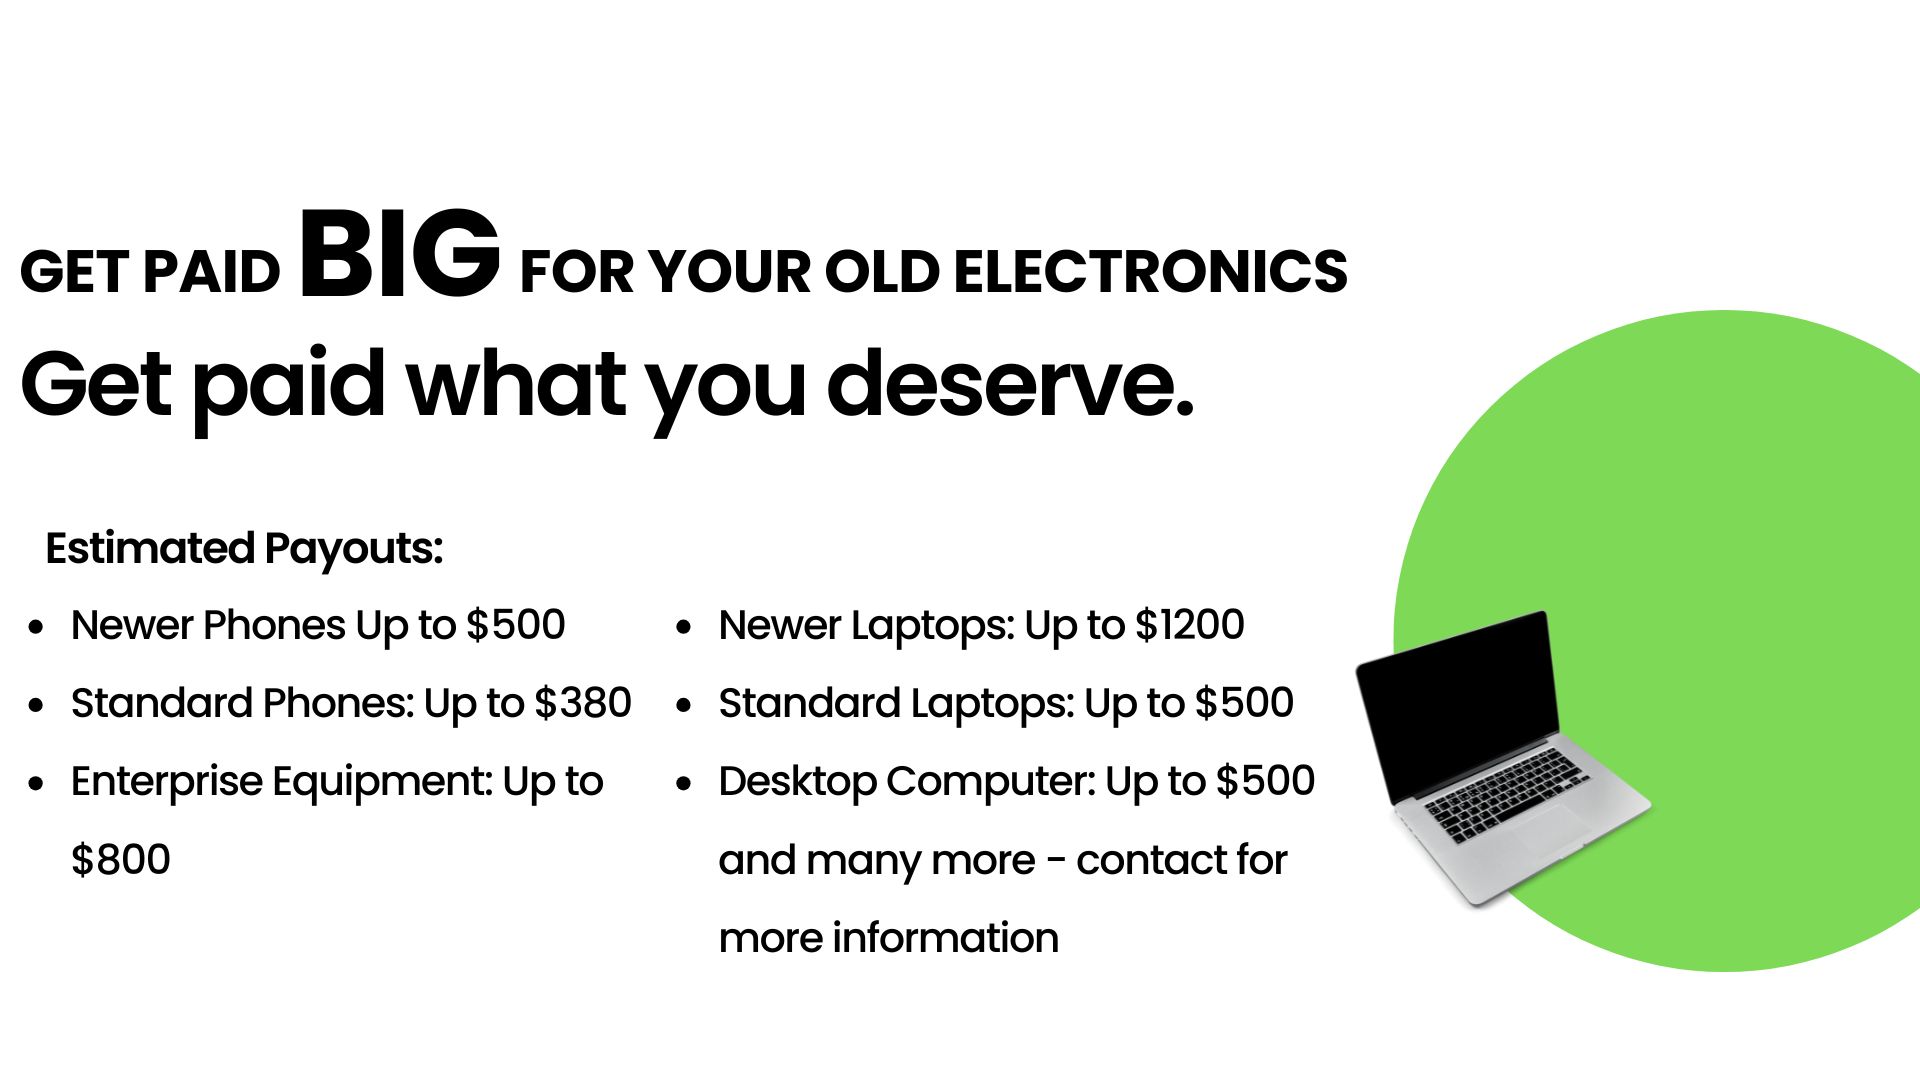 GET PAID BIG FOR YOUR OLD ELECTRONICS
Get paid what you deserve.
Estimated Payouts:
• Newer Phones Up to $500
• Standard Phones: Up to $380
• Enterprise Equipment: Up to
$800
• Newer Laptops: Up to $1200
• Standard Laptops: Up to $500
• Desktop Computer: Up to $500
and many more - contact for
more information